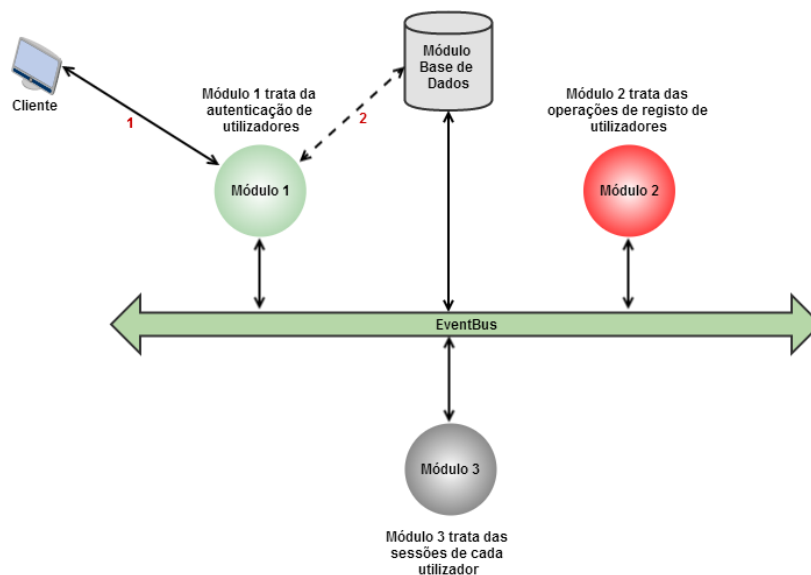 Cliente
1
Módulo 1 trata da
autenticação de
utilizadores
2
Módulo
Base de
Dados
Módulo 2 trata das
operações de registo de
utilizadores
Módulo 1
Módulo 2
EventBus
Módulo 3
Módulo 3 trata das
sessões de cada
utilizador